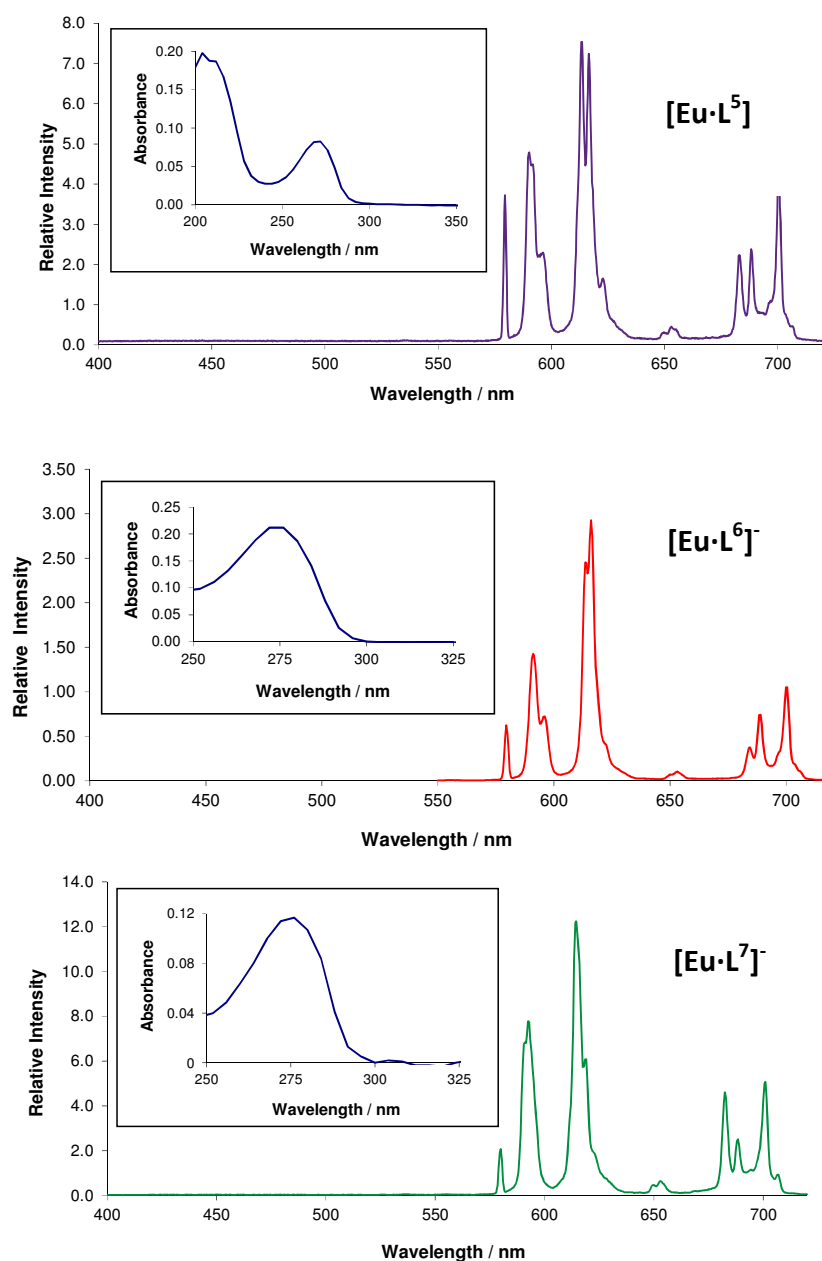 8.0
7.0
6.0
5.0
4.0
3.0
2.0
1.0
0.0
Relative Intensity
400 450 500 550 600 650 700
Wavelength / nm
0.20
0.15
0.10
0.05
0.00
Absorbance
200 250 300 350
Wavelength / nm
[Eu·L⁵]
3.50
3.00
2.50
2.00
1.50
1.00
0.50
0.00
Relative Intensity
400 450 500 550 600 650 700
Wavelength / nm
0.25
0.20
0.15
0.10
0.05
0.00
Absorbance
250 275 300 325
Wavelength / nm
[Eu·L⁶]⁻
14.0
12.0
10.0
8.0
6.0
4.0
2.0
0.0
Relative Intensity
400 450 500 550 600 650 700
Wavelength / nm
0.12
0.08
0.04
0
Absorbance
250 275 300 325
Wavelength / nm
[Eu·L⁷]⁻